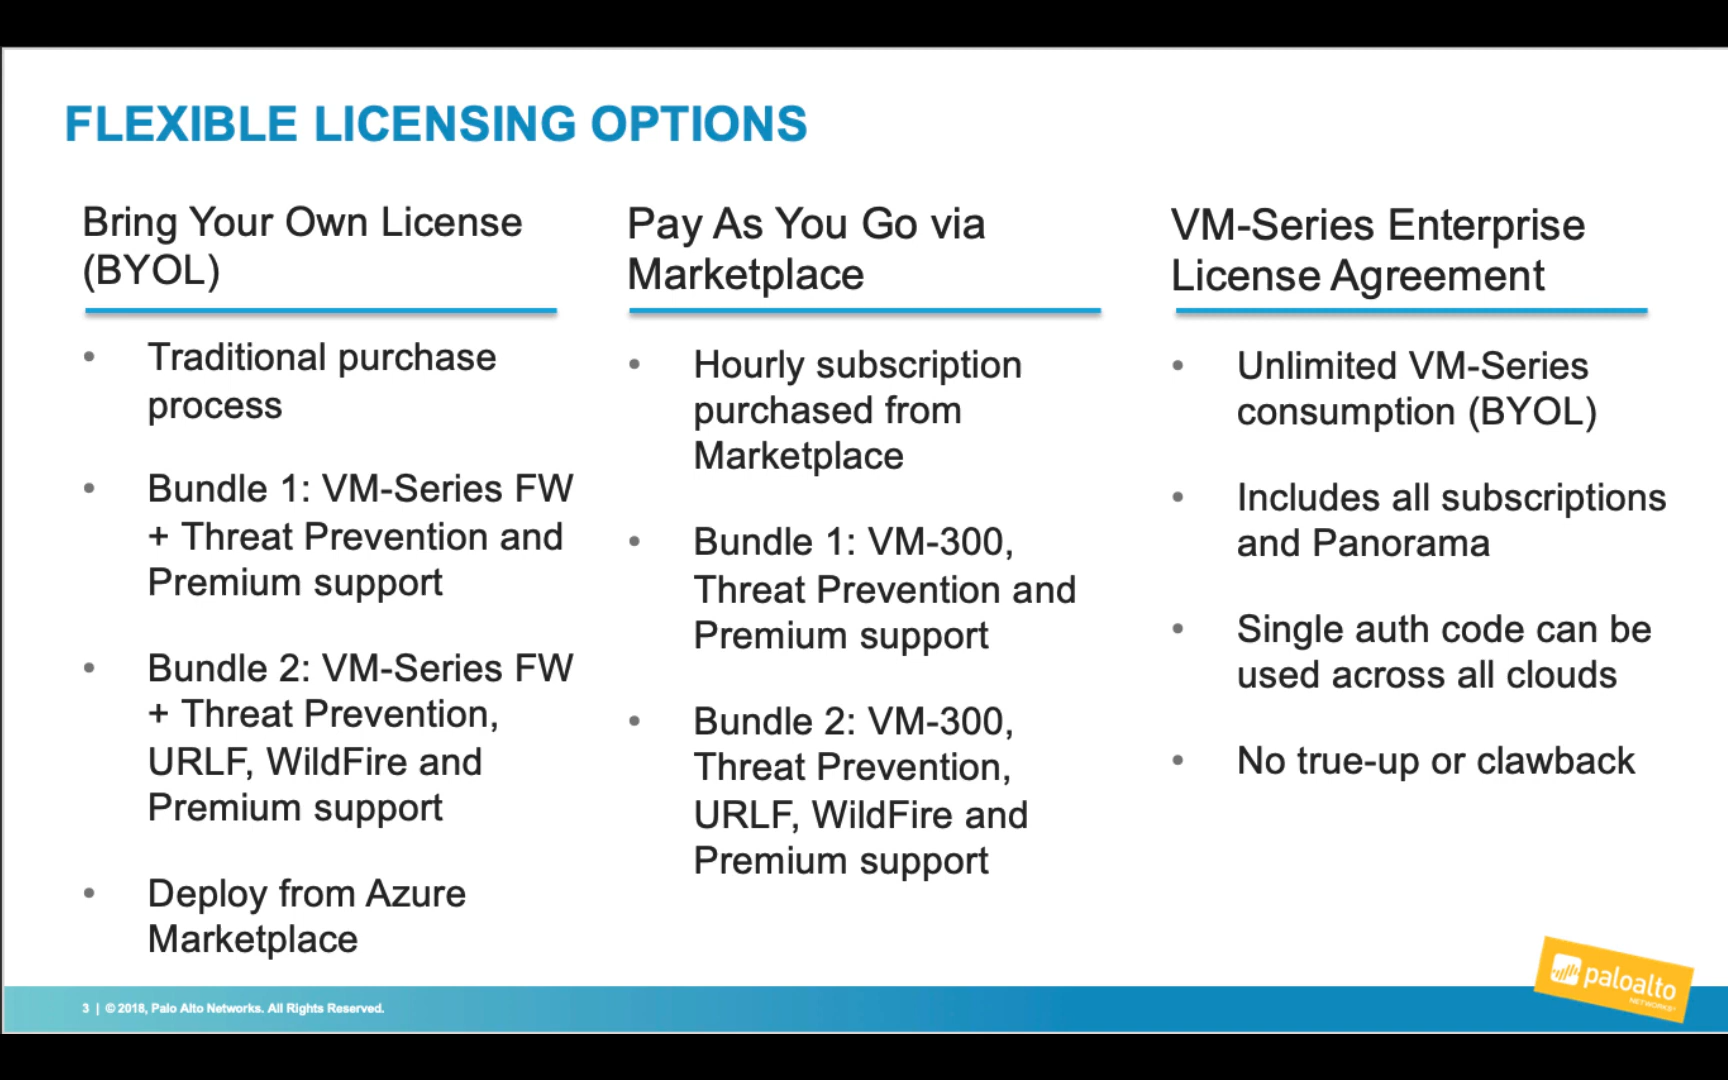 FLEXIBLE LICENSING OPTIONS
Bring Your Own License
(BYOL)
• Traditional purchase
process
• Bundle 1: VM-Series FW
+ Threat Prevention and
Premium support
• Bundle 2: VM-Series FW
+ Threat Prevention,
URLF, WildFire and
Premium support
• Deploy from Azure
Marketplace
Pay As You Go via
Marketplace
• Hourly subscription
purchased from
Marketplace
• Bundle 1: VM-300,
Threat Prevention and
Premium support
• Bundle 2: VM-300,
Threat Prevention,
URLF, WildFire and
Premium support
VM-Series Enterprise
License Agreement
• Unlimited VM-Series
consumption (BYOL)
• Includes all subscriptions
and Panorama
• Single auth code can be
used across all clouds
• No true-up or clawback
3 | © 2018, Palo Alto Networks. All Rights Reserved.
paloalto
NETWORKS®